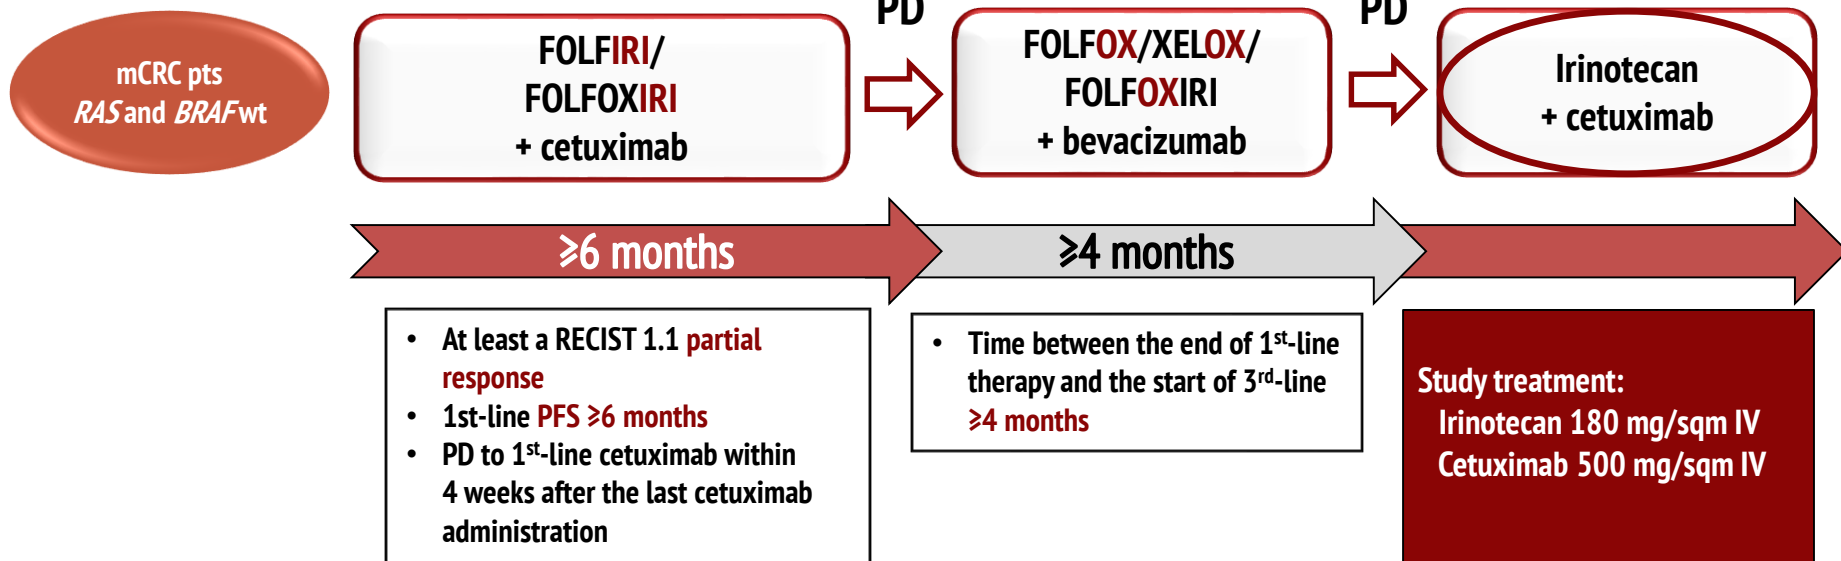 PD
PD
mCRC pts
RAS and BRAF wt
FOLFIRI/
FOLFOXIRI
+ cetuximab
FOLFOX/XELOX/
FOLFOXIRI
+ bevacizumab
Irinotecan
+ cetuximab
⩾6 months
⩾4 months
• At least a RECIST 1.1 partial
response
• 1st-line PFS ⩾6 months
• PD to 1st-line cetuximab within
4 weeks after the last cetuximab
administration
• Time between the end of 1st-line
therapy and the start of 3rd-line
⩾4 months
Study treatment:
Irinotecan 180 mg/sqm IV
Cetuximab 500 mg/sqm IV